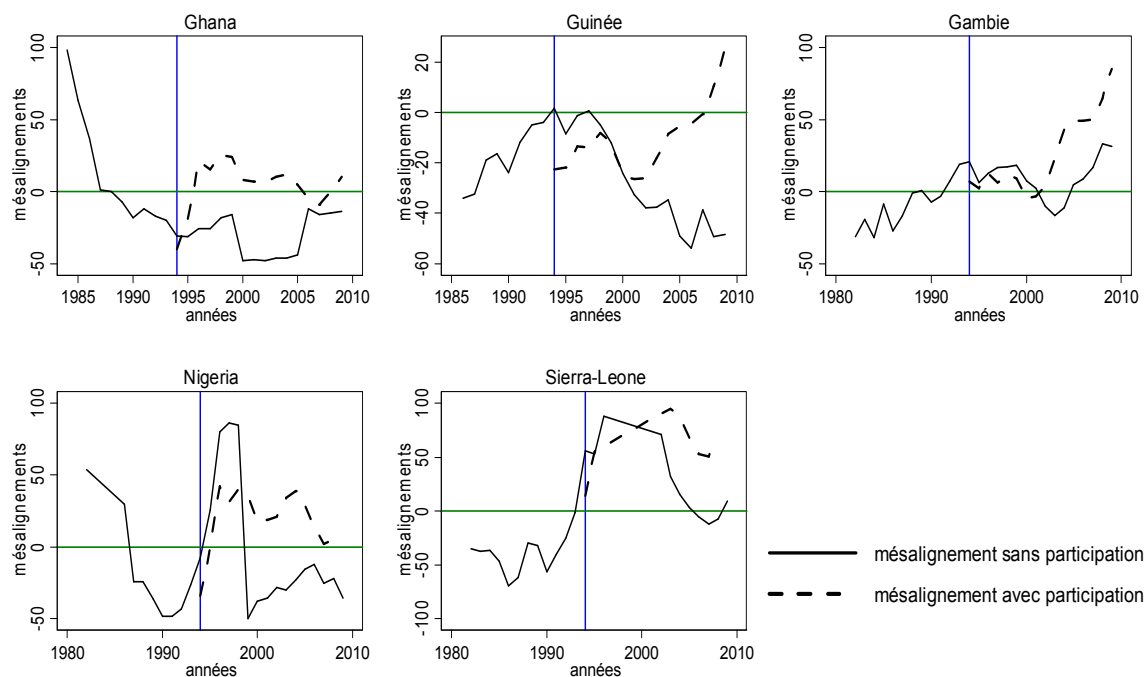 Ghana
mésalignements
100
50
0
-50
1985
1990
1995
2000
2005
2010
années
Guinée
mésalignements
20
0
-20
-40
-60
1985
1990
1995
2000
2005
2010
années
Gambie
mésalignements
100
50
0
-50
1980
1990
2000
2010
années
Nigeria
mésalignements
100
50
0
-50
1980
1990
2000
2010
années
Sierra-Leone
mésalignements
100
50
0
-50
-100
1980
1990
2000
2010
années
mésalignement sans participation
mésalignement avec participation